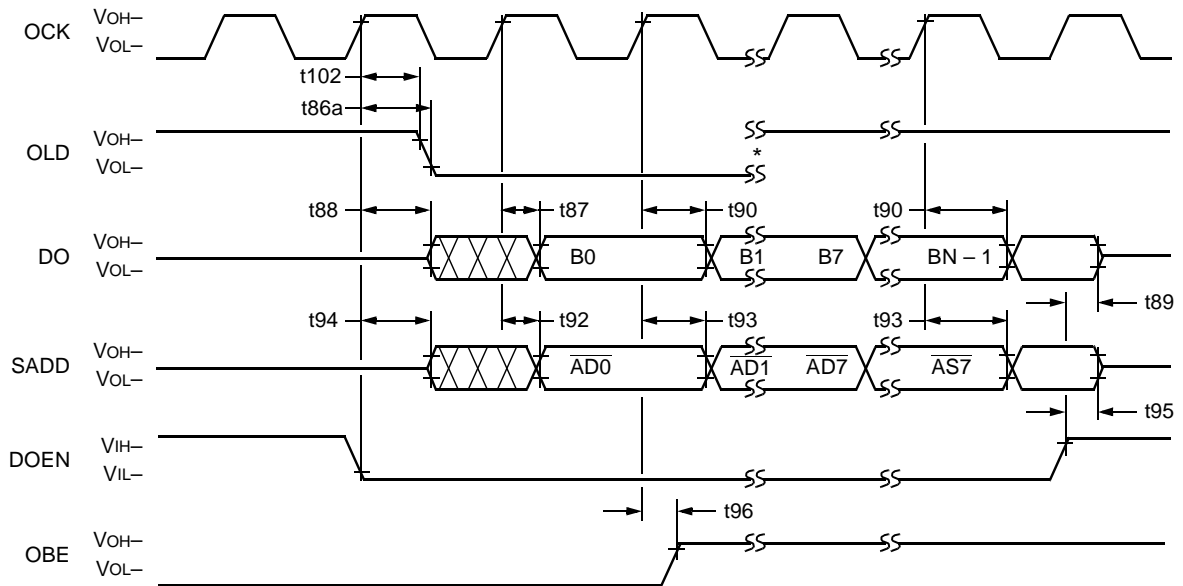 OCK VOH–
VOL–
t102
t86a
OLD VOH–
VOL–
*
t88 t87 t90 t90
DO VOH–
VOL–
B0 B1 B7 BN – 1
t89
t94 t92 t93 t93
SADD VOH–
VOL–
AD0 AD1 AD7 AS7
t95
DOEN VIH–
VIL–
t96
OBE VOH–
VOL–